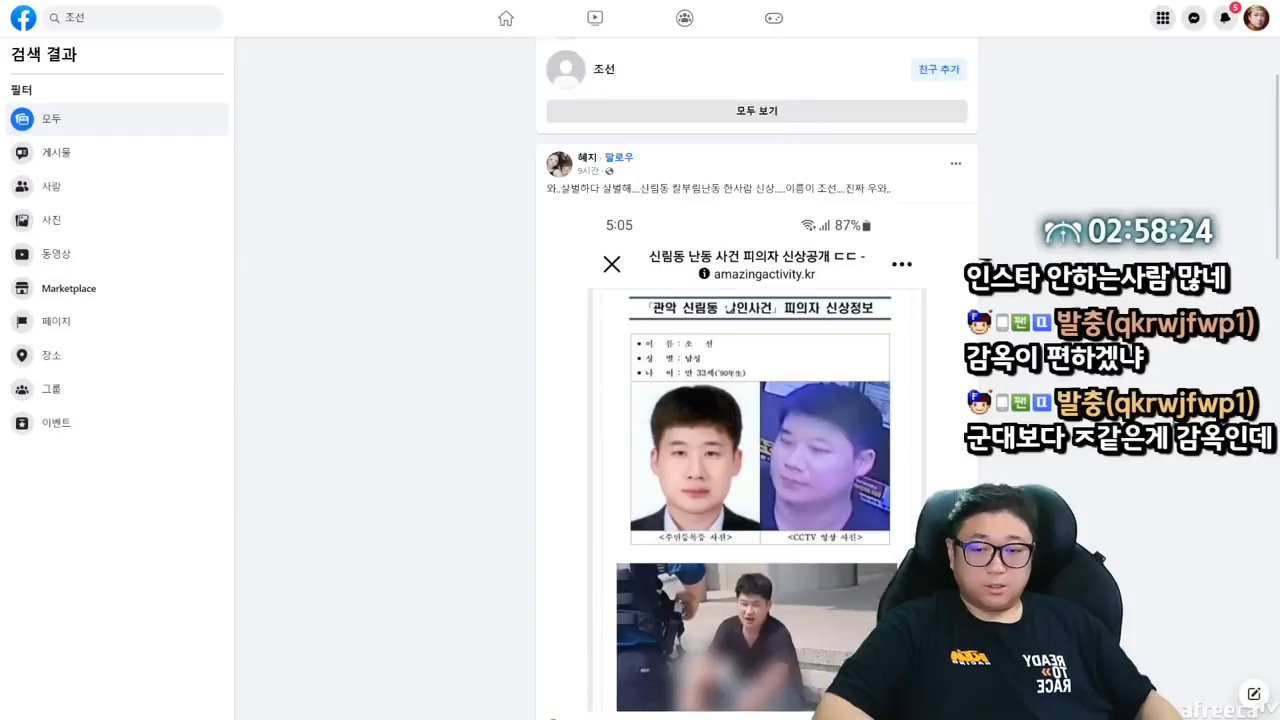 조선
5
검색 결과
필터
모두
게시물
사람
사진
동영상
Marketplace
페이지
장소
그룹
이벤트
조선
친구 추가
모두 보기
혜지 · 팔로우
9시간 ·
와..살벌하다 살벌해....신림동 칼부림난동 한사람 신상.....이름이 조선....진짜 우와..
5:05
87%
신림동 난동 사건 피의자 신상공개 ㄷㄷ -
amazingactivity.kr
「관악 신림동 살인사건」 피의자 신상정보
• 이 름 : 조 선
• 성 별 : 남성
• 나 이 : 만 33세('90年生)
<주민등록증 사진>
<CCTV 영상 사진>
02:58:24
인스타 안하는사람 많네
F 팬 발충(qkrwjfwp1)
감옥이 편하겠냐
F 팬 발충(qkrwjfwp1)
군대보다 ㅈ같은게 감옥인데
READY
TO
RACE
afreecaTV